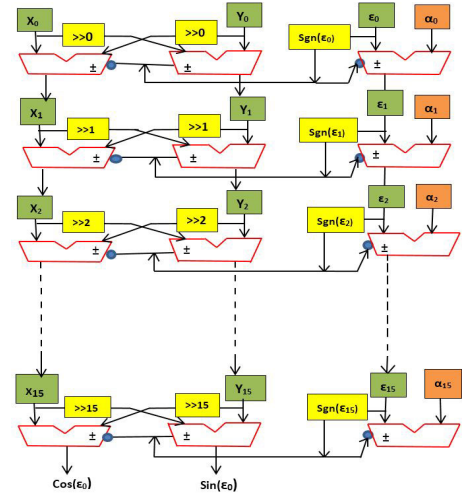 X₀ Y₀ ε₀ α₀
>>0 >>0 Sgn(ε₀)
± ± ±
X₁ Y₁ ε₁ α₁
>>1 >>1 Sgn(ε₁)
± ± ±
X₂ Y₂ ε₂ α₂
>>2 >>2 Sgn(ε₂)
± ± ±
X₁₅ Y₁₅ ε₁₅ α₁₅
>>15 >>15 Sgn(ε₁₅)
± ± ±
Cos(ε₀) Sin(ε₀)